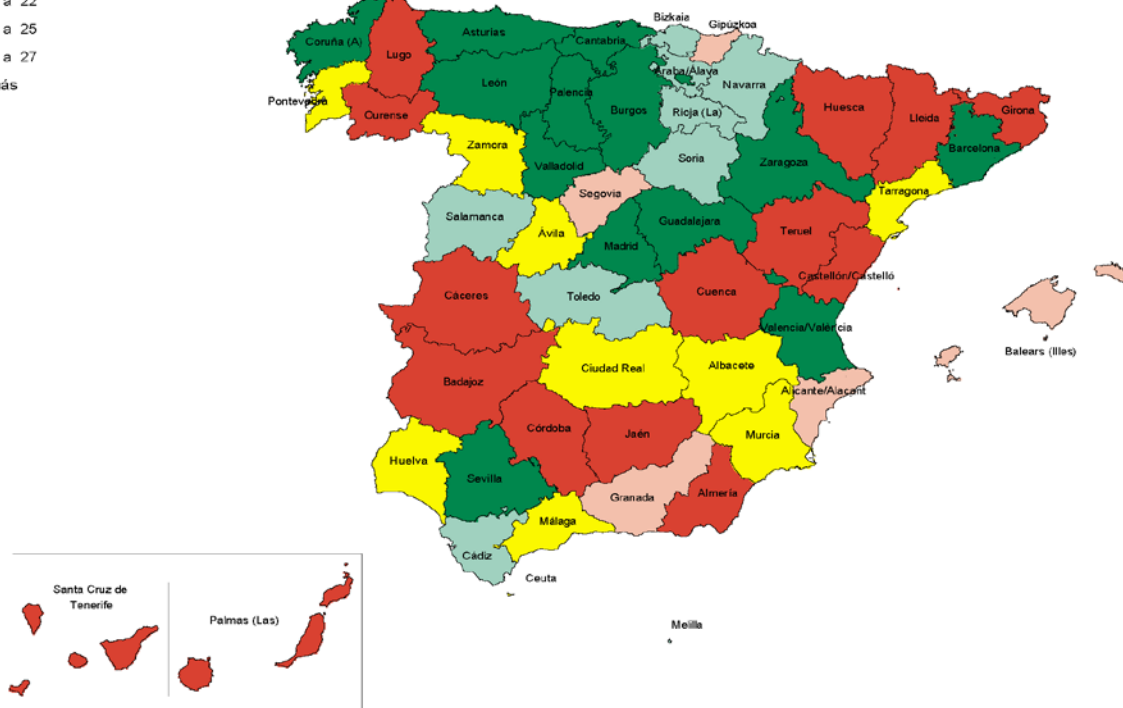 a 22
a 25
a 27
ás
Bizkaia
Gipúzkoa
Coruña (A)
Lugo
Asturias
Cantabria
Araba/Álava
Navarra
León
Palencia
Burgos
Rioja (La)
Pontevedra
Ourense
Huesca
Lleida
Girona
Barcelona
Zamora
Valladolid
Soria
Zaragoza
Segovia
Tarragona
Salamanca
Ávila
Madrid
Guadalajara
Teruel
Castellón/Castelló
Cáceres
Toledo
Cuenca
Valencia/València
Balears (Illes)
Badajoz
Ciudad Real
Albacete
Alicante/Alacant
Córdoba
Jaén
Murcia
Huelva
Sevilla
Granada
Almería
Málaga
Cádiz
Ceuta
Melilla
Santa Cruz de
Tenerife
Palmas (Las)